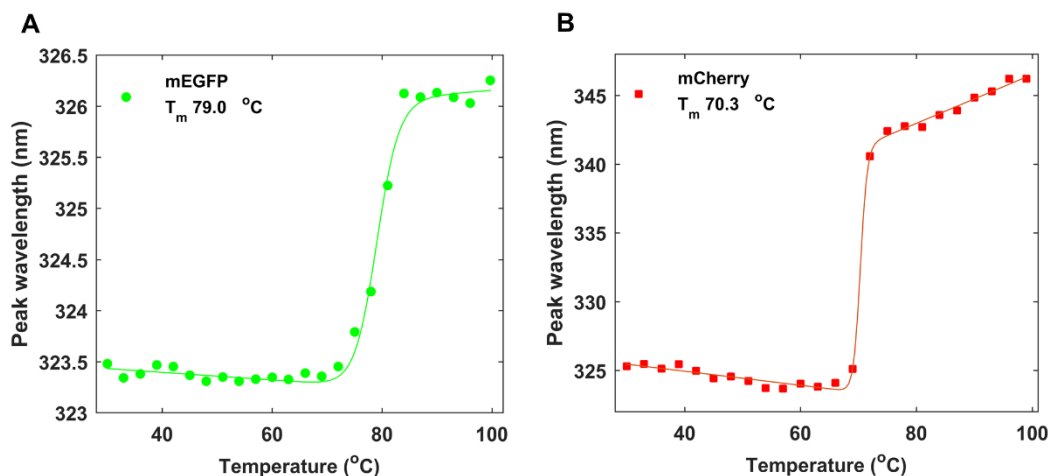 A
326.5
326
325.5
325
324.5
324
323.5
323
Peak wavelength (nm)
mEGFP
Tm 79.0 °C
40
60
80
100
Temperature (°C)
B
345
340
335
330
325
Peak wavelength (nm)
mCherry
Tm 70.3 °C
40
60
80
100
Temperature (°C)